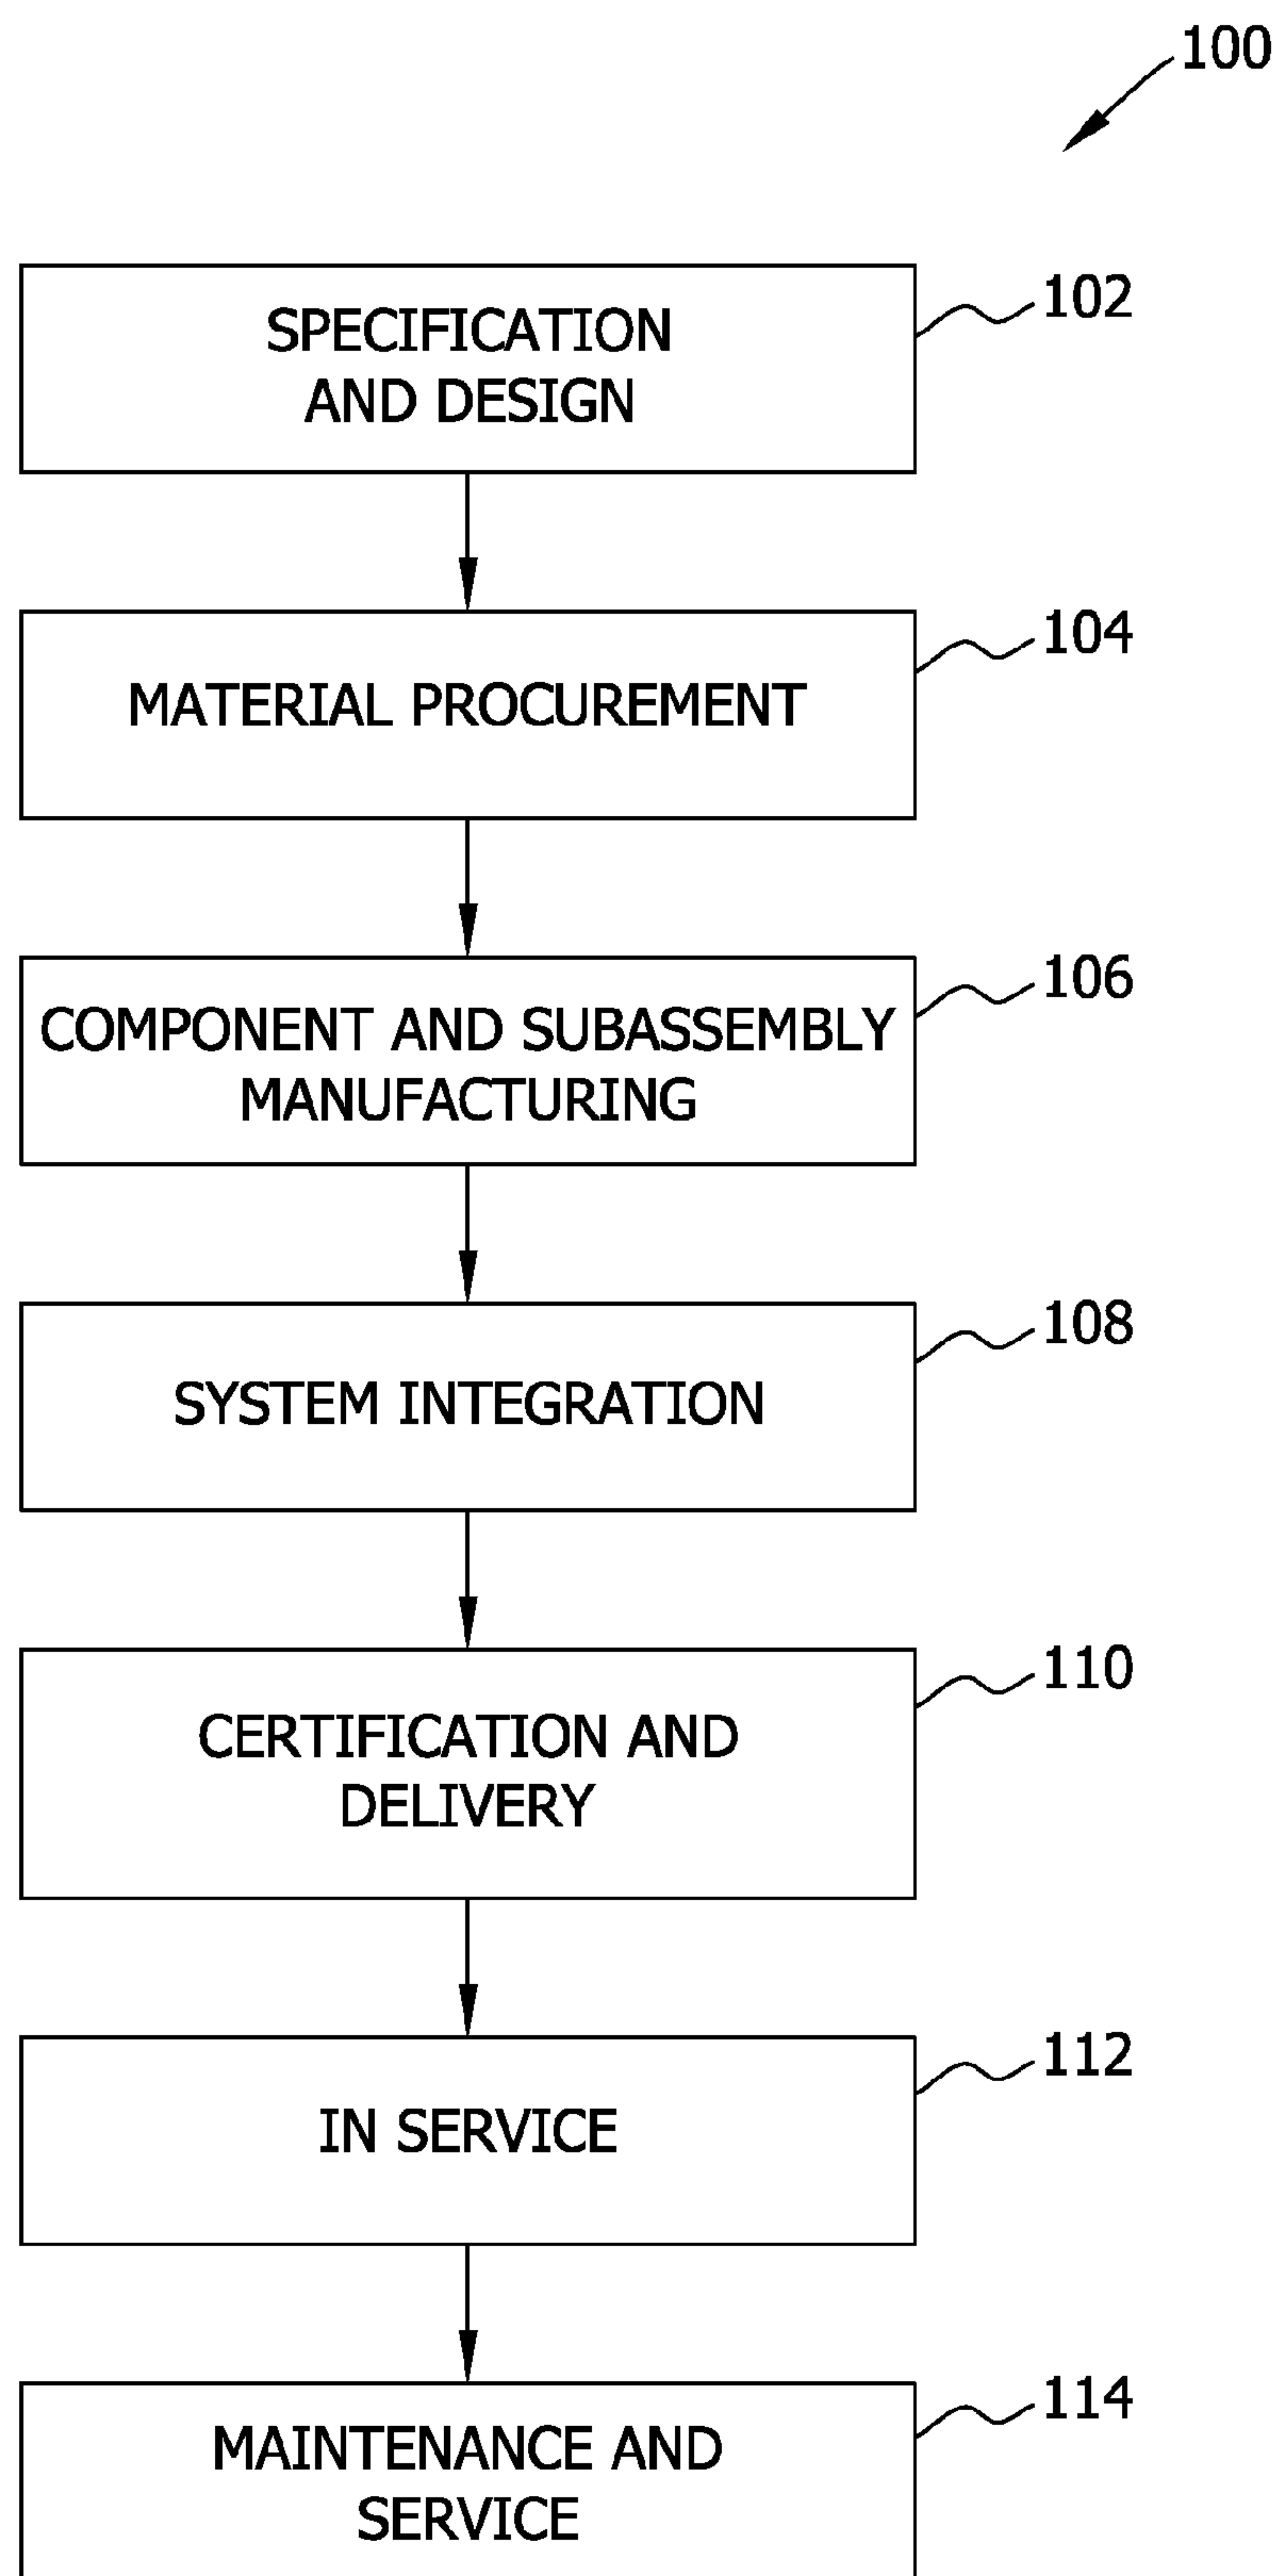 100
SPECIFICATION
AND DESIGN
102
MATERIAL PROCUREMENT
104
COMPONENT AND SUBASSEMBLY
MANUFACTURING
106
SYSTEM INTEGRATION
108
CERTIFICATION AND
DELIVERY
110
IN SERVICE
112
MAINTENANCE AND
SERVICE
114